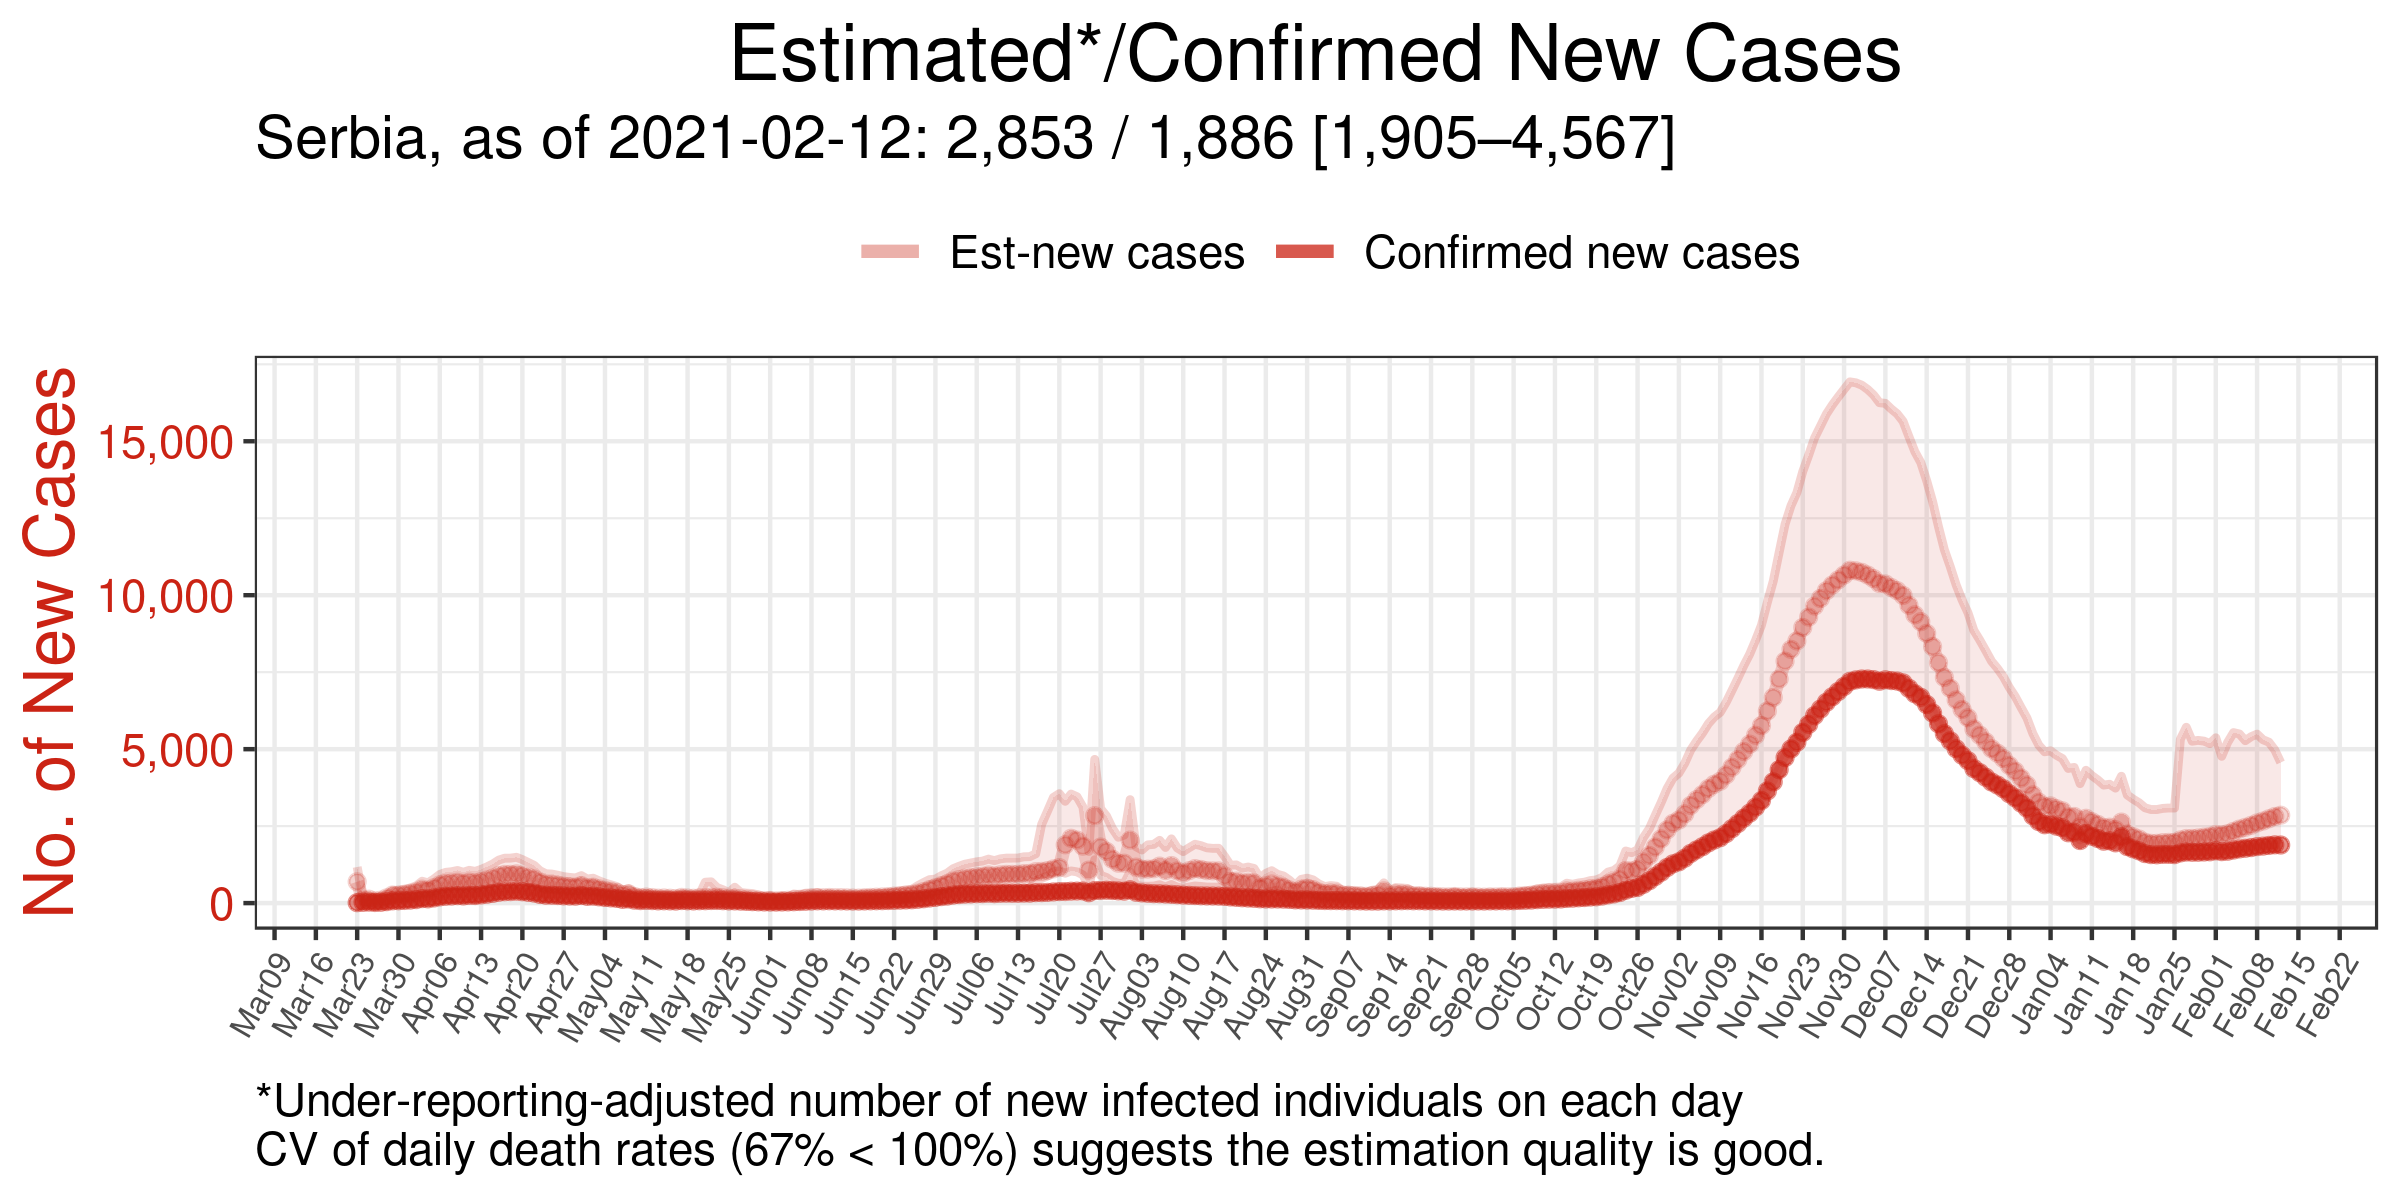 Estimated*/Confirmed New Cases
Serbia, as of 2021-02-12: 2,853 / 1,886 [1,905–4,567]
Est-new cases
Confirmed new cases
No. of New Cases
15,000
10,000
5,000
0
Mar09
Mar16
Mar23
Mar30
Apr06
Apr13
Apr20
Apr27
May04
May11
May18
May25
Jun01
Jun08
Jun15
Jun22
Jun29
Jul06
Jul13
Jul20
Jul27
Aug03
Aug10
Aug17
Aug24
Aug31
Sep07
Sep14
Sep21
Sep28
Oct05
Oct12
Oct19
Oct26
Nov02
Nov09
Nov16
Nov23
Nov30
Dec07
Dec14
Dec21
Dec28
Jan04
Jan11
Jan18
Jan25
Feb01
Feb08
Feb15
Feb22
*Under-reporting-adjusted number of new infected individuals on each day
CV of daily death rates (67% < 100%) suggests the estimation quality is good.